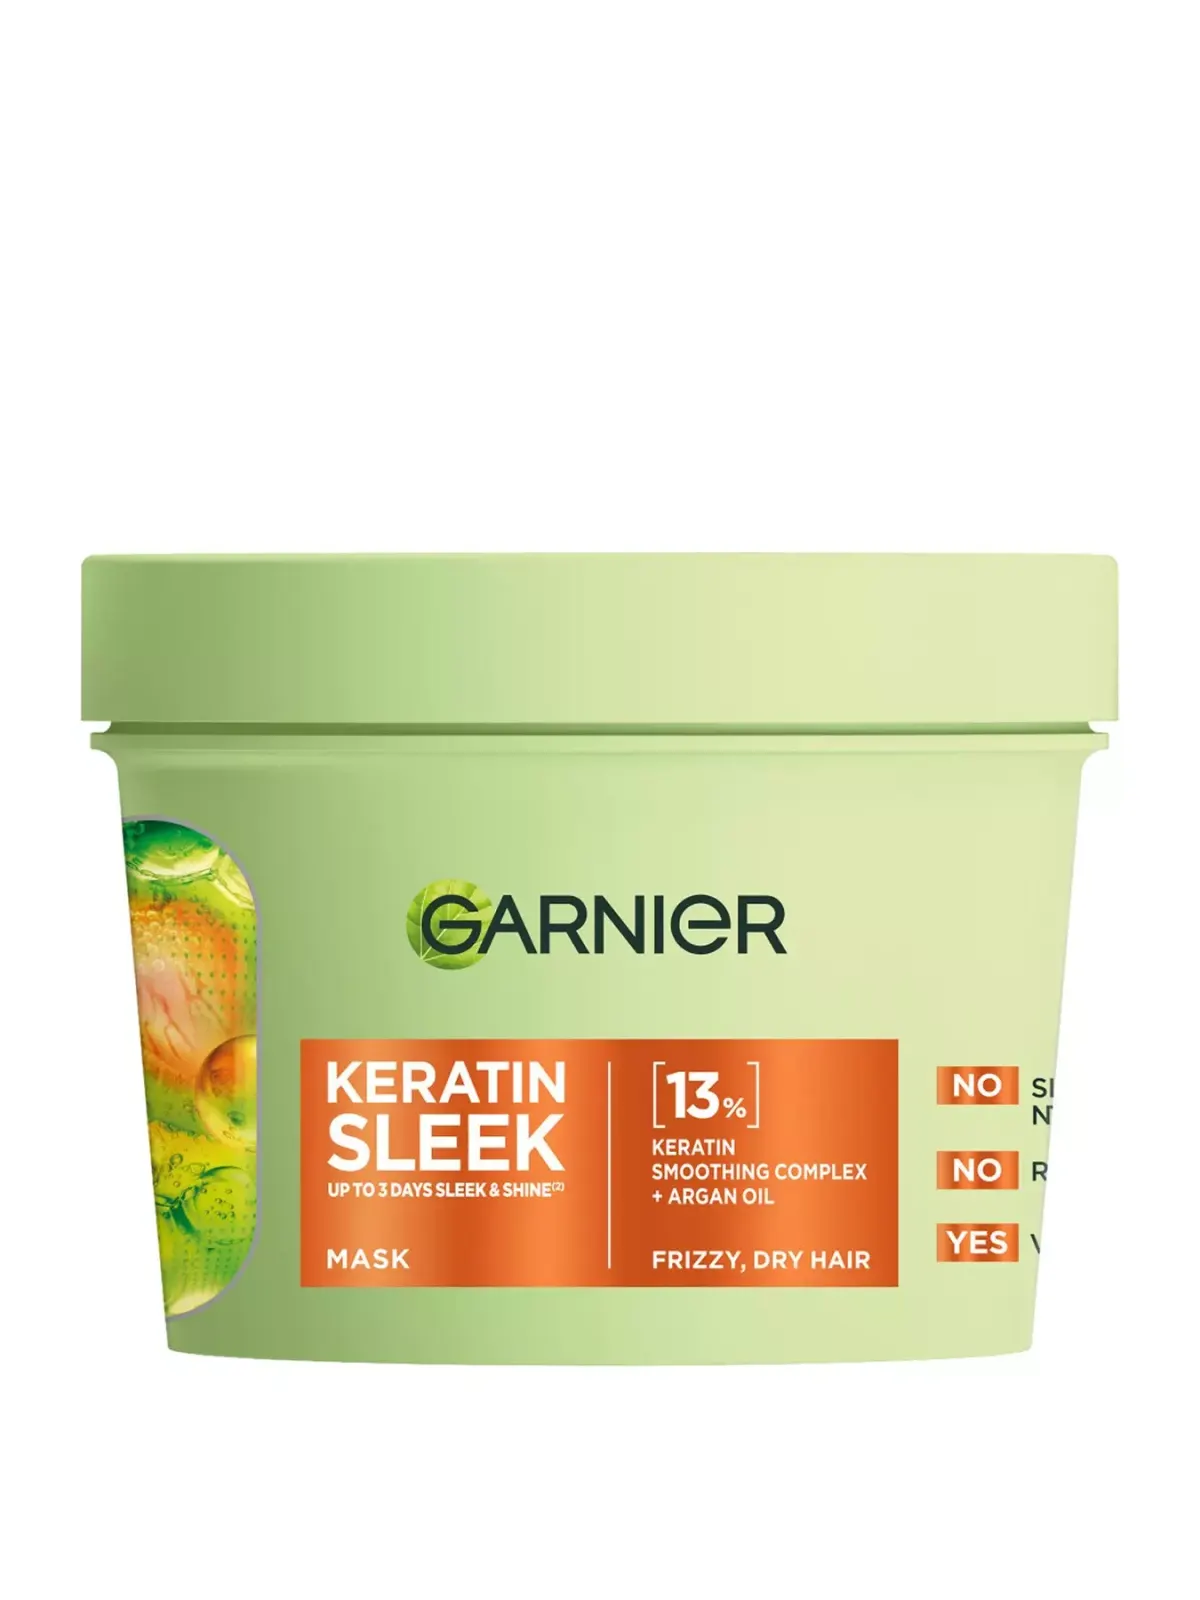 GARNIER
KERATIN
SLEEK
UP TO 3 DAYS SLEEK & SHINE(2)
MASK
[13%]
KERATIN
SMOOTHING COMPLEX
+ ARGAN OIL
FRIZZY, DRY HAIR
NO
NO
YES